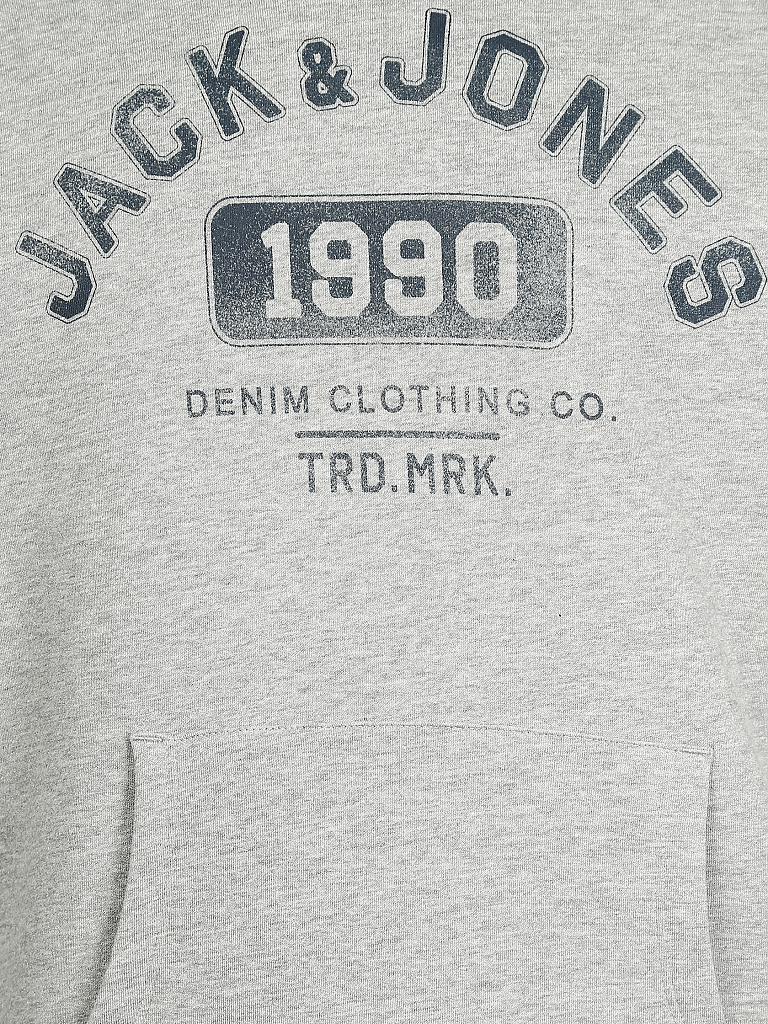 JACK & JONES
1990
DENIM CLOTHING CO.
TRD.MRK.